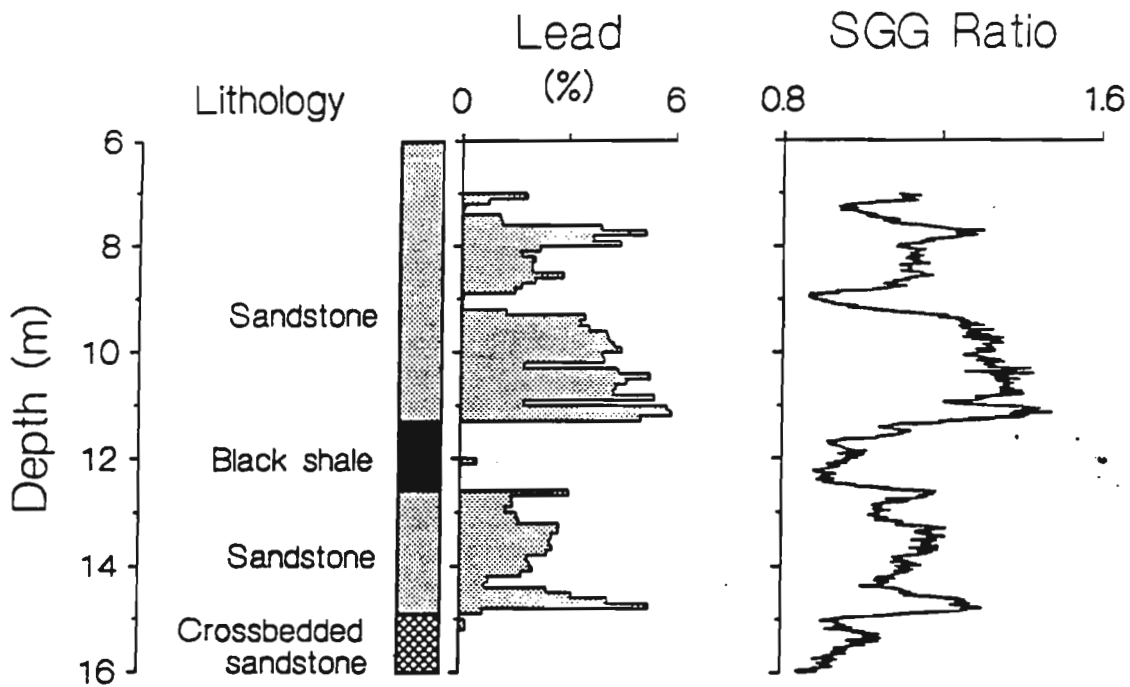 Lead
SGG Ratio
(%)
Lithology
0
6
0.8
1.6
6
8
Sandstone
10
Depth (m)
Black shale
12
Sandstone
14
Crossbedded
sandstone
16